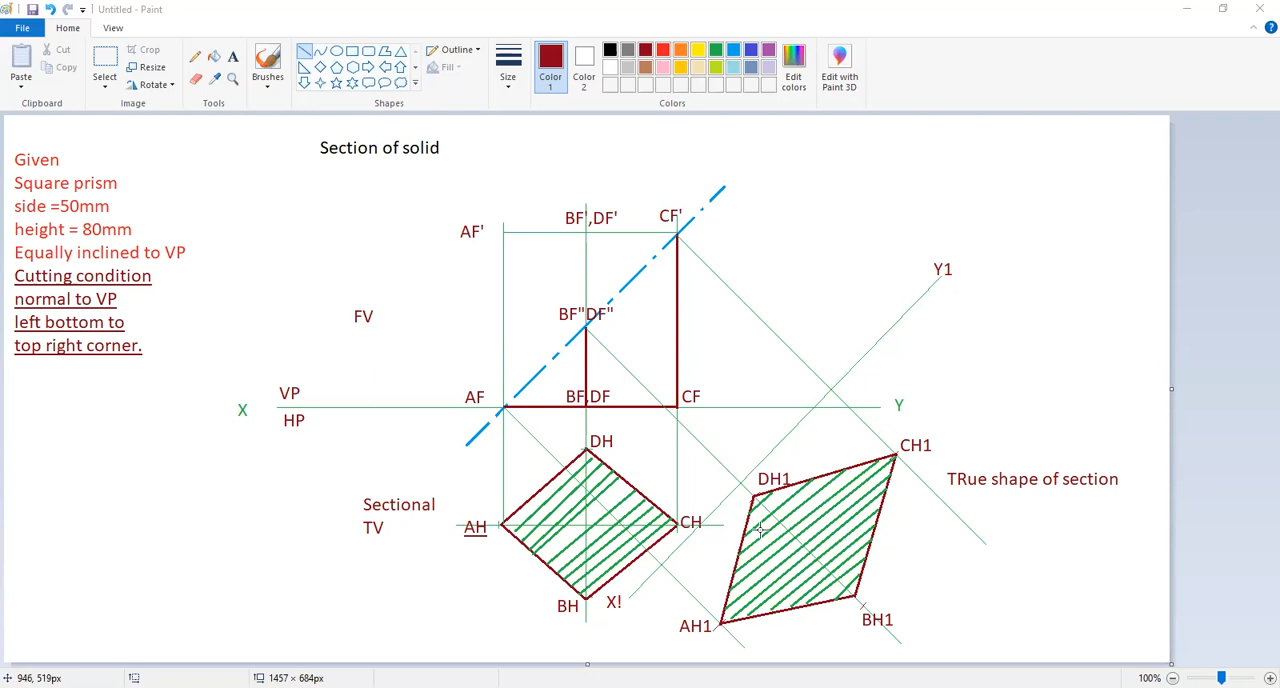 Untitled - Paint
File
Home
View
Paste
Cut
Copy
Clipboard
Select
Crop
Resize
Rotate
Image
A
Tools
Brushes
Shapes
Outline
Fill
Size
Color
1
Color
2
Edit
colors
Colors
Edit with
Paint 3D
Section of solid
Given
Square prism
side =50mm
height = 80mm
Equally inclined to VP
Cutting condition
normal to VP
left bottom to
top right corner.
AF'
BF',DF'
CF'
Y1
FV
BF"DF"
VP
HP
X
AF
BF,DF
CF
Y
DH
CH1
Sectional
TV
AH
CH
DH1
TRue shape of section
BH
X!
AH1
BH1
946, 519px
1457 × 684px
100%